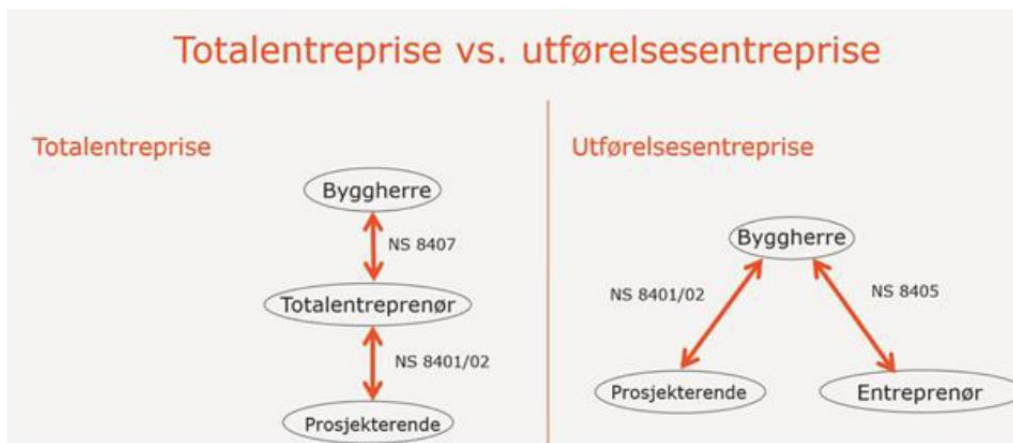 Totalentreprise vs. utførelsesentreprise
Totalentreprise
Byggherre
NS 8407
Totalentreprenør
NS 8401/02
Prosjekterende
Utførelsesentreprise
Byggherre
NS 8401/02
NS 8405
Prosjekterende
Entreprenør